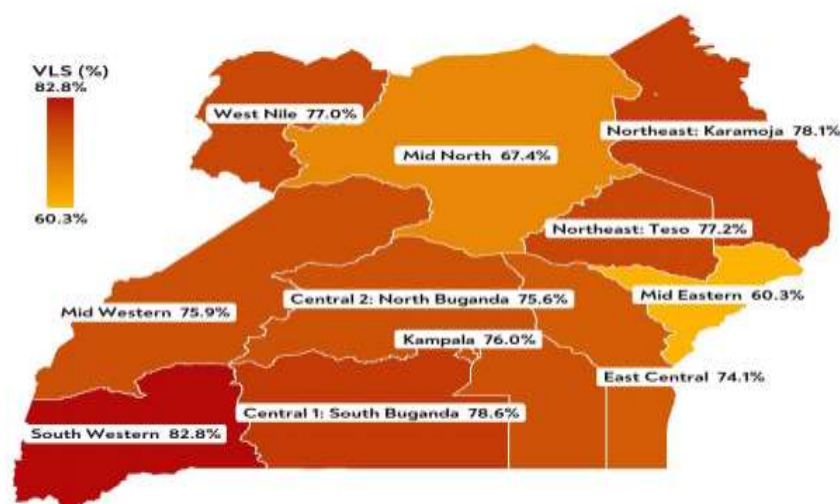 VLS (%)
82.8%
60.3%
West Nile 77.0%
Mid North 67.4%
Northeast: Karamoja 78.1%
Northeast: Teso 77.2%
Mid Western 75.9%
Central 2: North Buganda 75.6%
Mid Eastern 60.3%
Kampala 76.0%
East Central 74.1%
Central 1: South Buganda 78.6%
South Western 82.8%